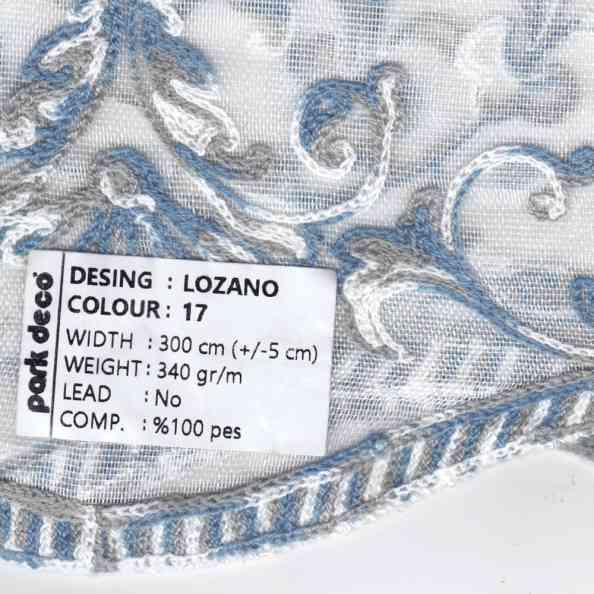 park deco
DESING : LOZANO
COLOUR : 17
WIDTH : 300 cm (+/-5 cm)
WEIGHT : 340 gr/m
LEAD : No
COMP. : %100 pes